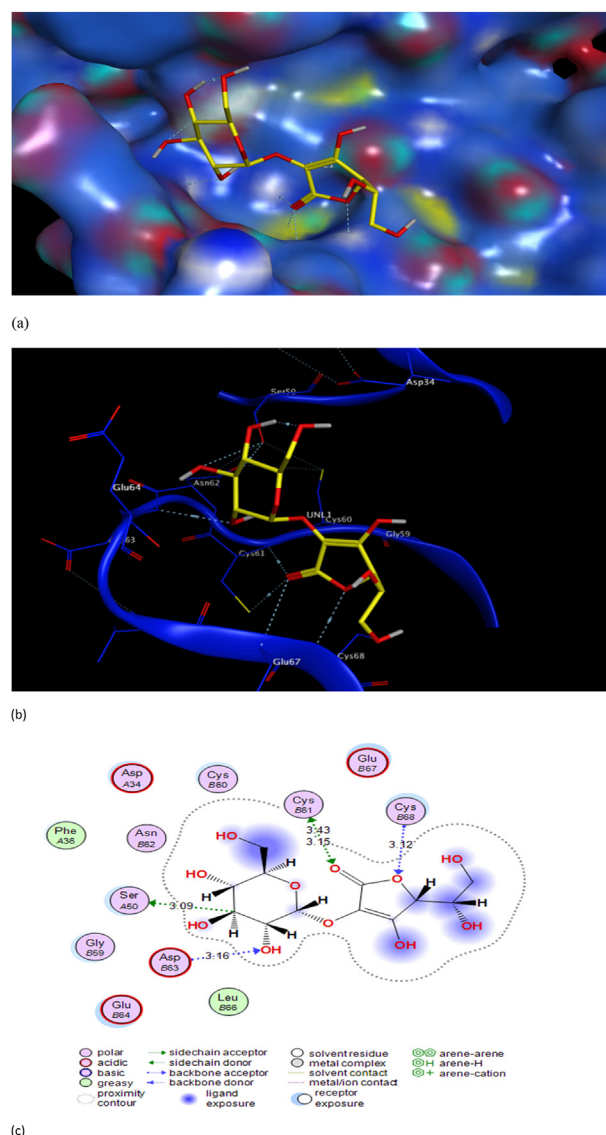 (a)
Ser50
Asp34
Asn62
Glu64
UNL1
Cys60
Gly59
63
Cys61
Glu67
Cys68
(b)
Glu
B67
Asp
A34
Cys
B60
Cys
B61
Cys
B68
Phe
A36
Asn
B62
3.43
3.15
3.12
HO
O
HO
H
O
H
HO
Ser
A50
3.09
O
H
HO
H
H
O
OH
OH
OH
Gly
B59
Asp
B63
3.16
OH
Glu
B64
Leu
B66
polar sidechain acceptor solvent residue arene-arene
acidic sidechain donor metal complex arene-H
basic backbone acceptor solvent contact arene-cation
greasy backbone donor metal/ion contact
proximity contour ligand exposure receptor exposure
(c)